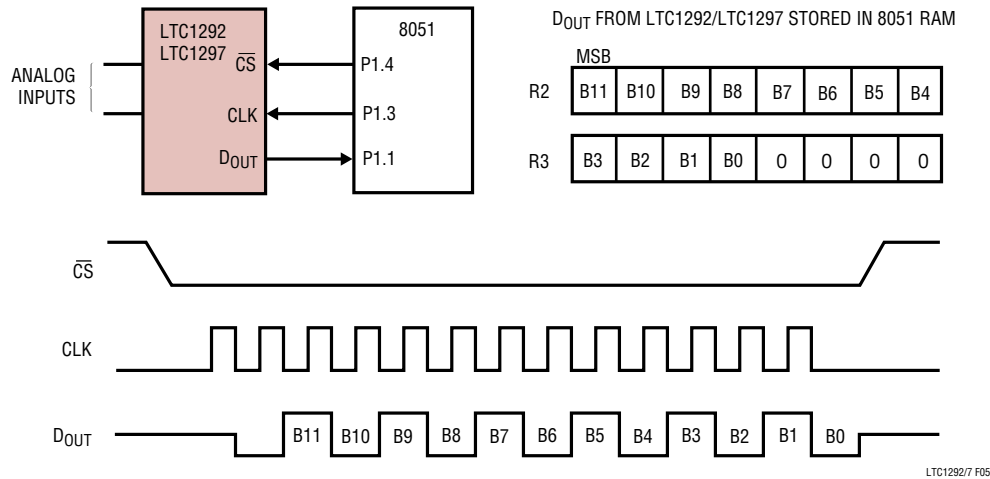 LTC1292
LTC1297
CS
CLK
DOUT
ANALOG
INPUTS
8051
P1.4
P1.3
P1.1
DOUT FROM LTC1292/LTC1297 STORED IN 8051 RAM
MSB
R2 B11 B10 B9 B8 B7 B6 B5 B4
R3 B3 B2 B1 B0 0 0 0 0
CS
CLK
DOUT B11 B10 B9 B8 B7 B6 B5 B4 B3 B2 B1 B0
LTC1292/7 F05